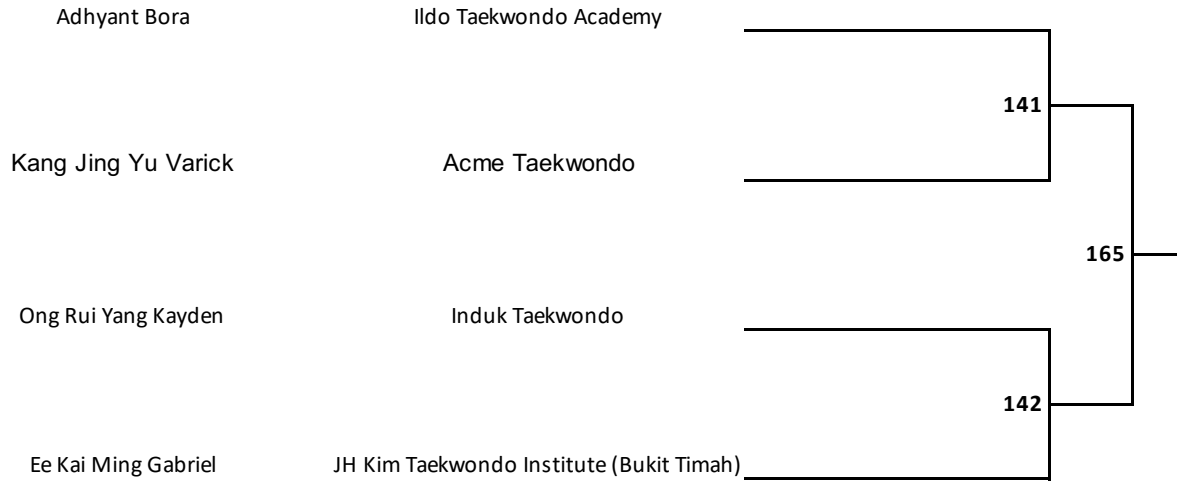 Adhyant Bora Ildo Taekwondo Academy
141
Kang Jing Yu Varick Acme Taekwondo
165
Ong Rui Yang Kayden Induk Taekwondo
142
Ee Kai Ming Gabriel JH Kim Taekwondo Institute (Bukit Timah)